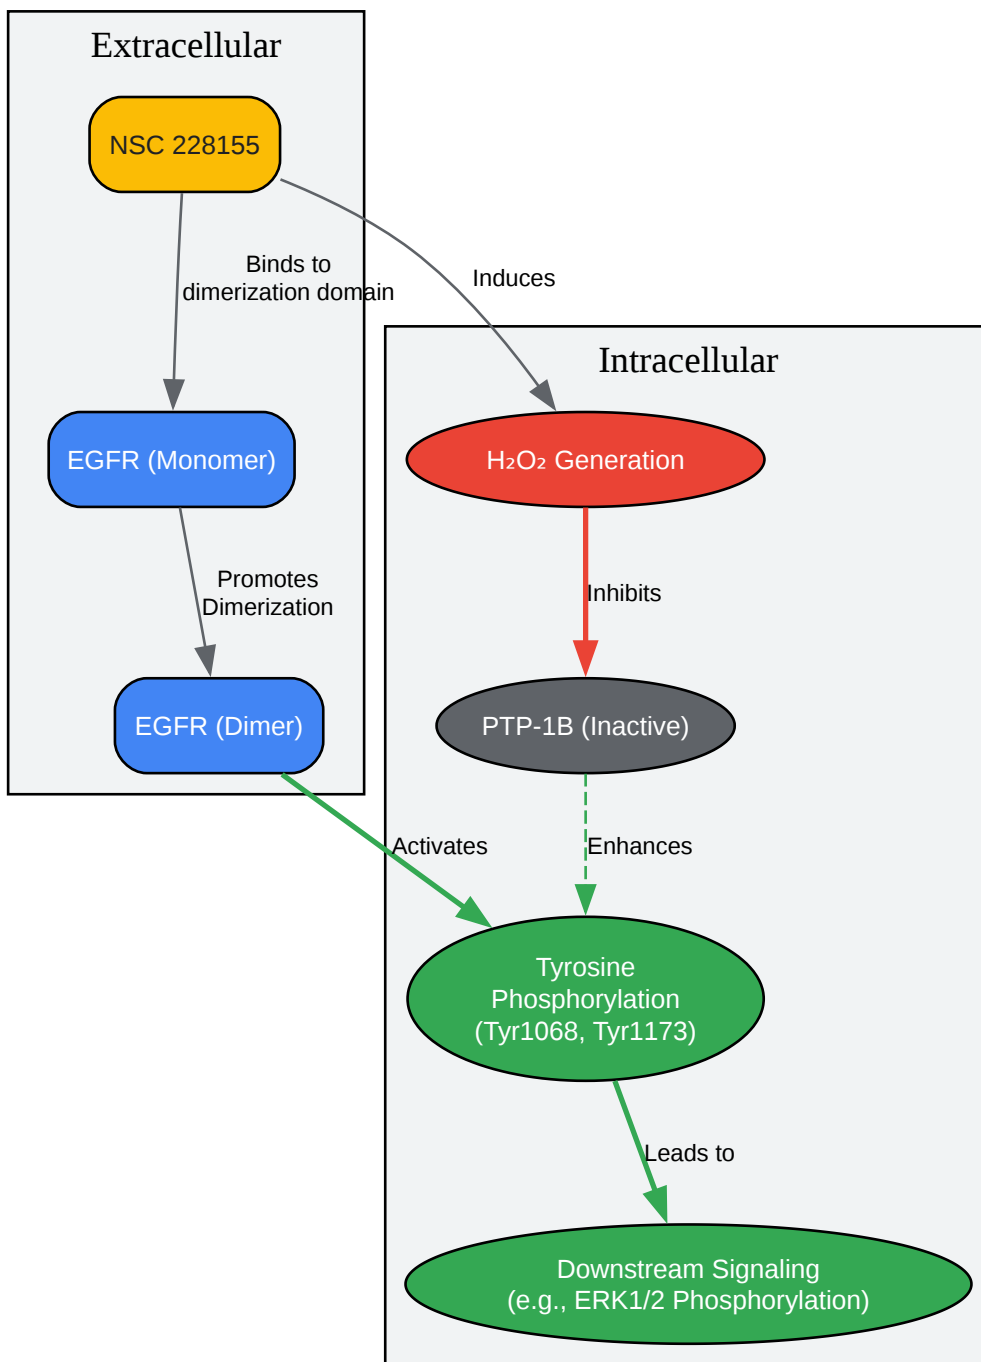 Extracellular
NSC 228155
Binds to
dimerization domain
Induces
Intracellular
EGFR (Monomer)
H₂O₂ Generation
Promotes
Dimerization
Inhibits
EGFR (Dimer)
PTP-1B (Inactive)
Activates
Enhances
Tyrosine
Phosphorylation
(Tyr1068, Tyr1173)
Leads to
Downstream Signaling
(e.g., ERK1/2 Phosphorylation)